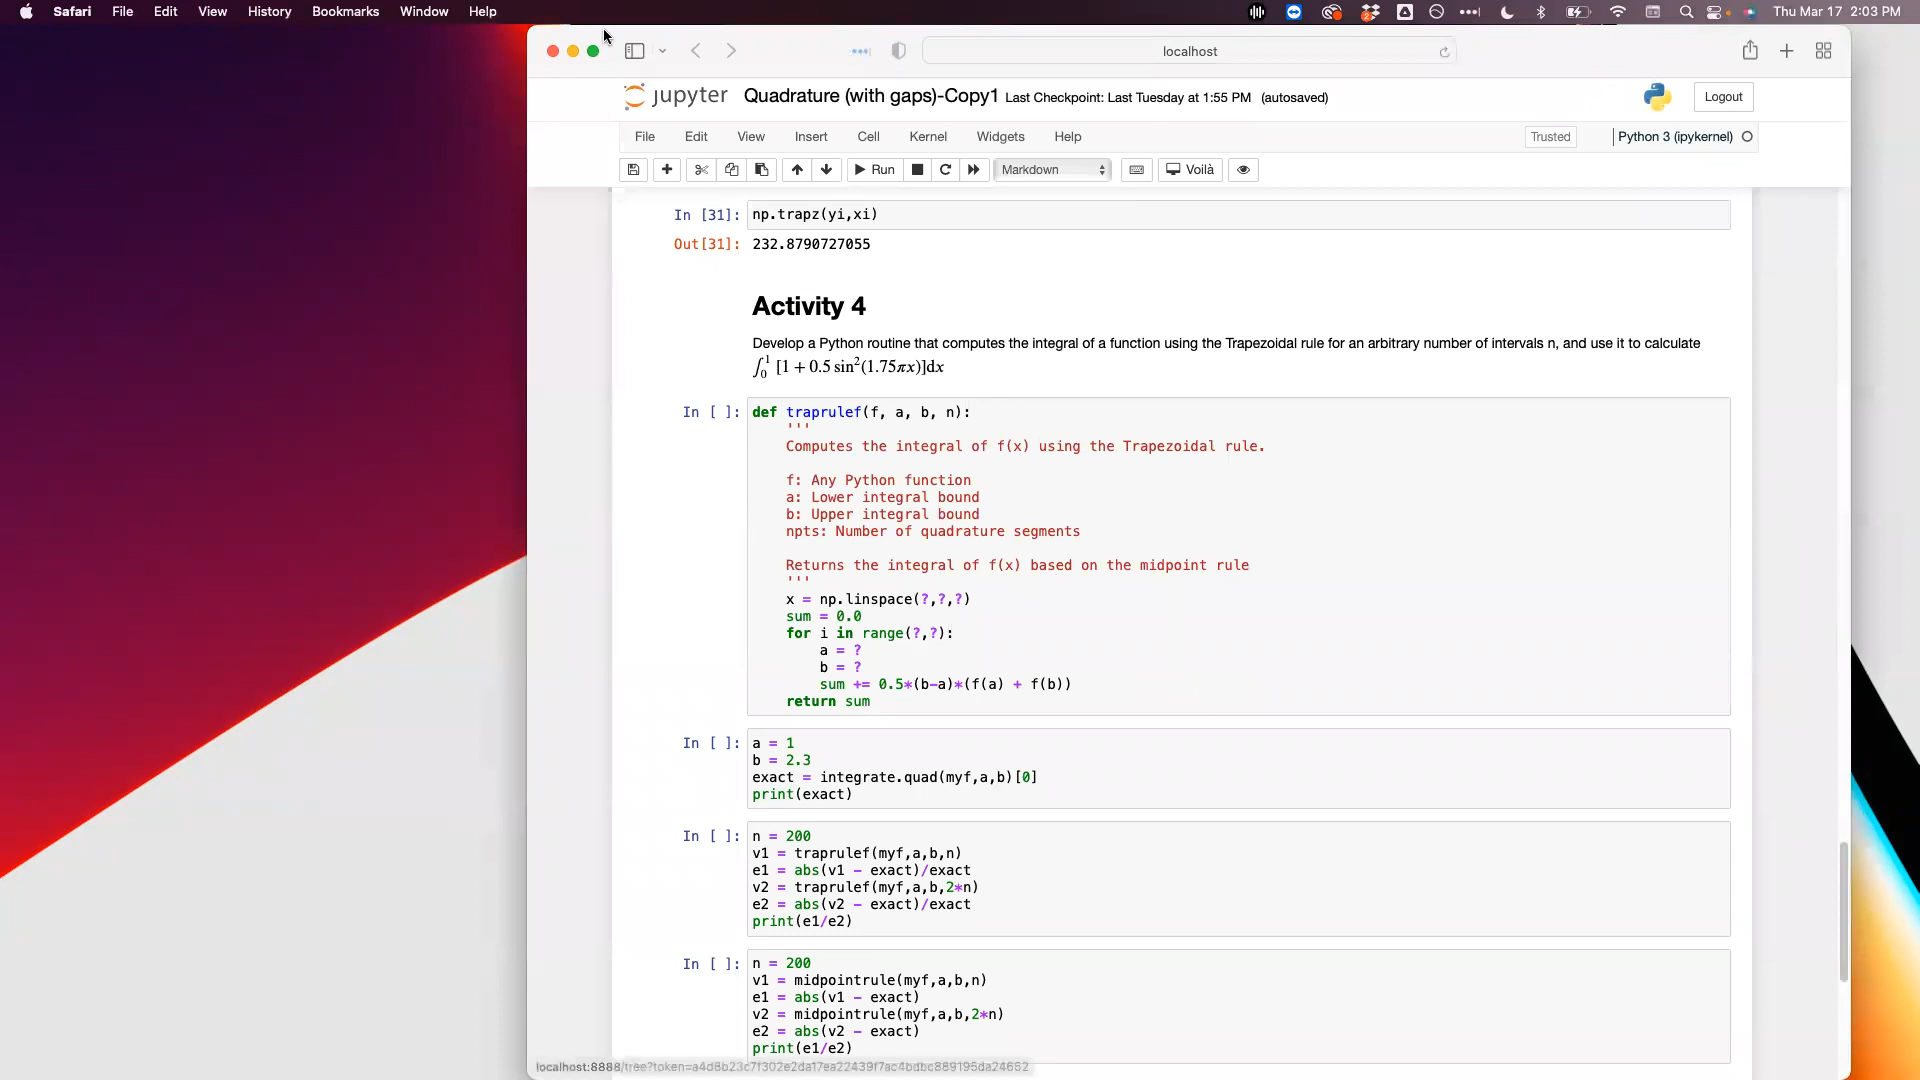 Safari File Edit View History Bookmarks Window Help
Thu Mar 17 2:03 PM
localhost
jupyter Quadrature (with gaps)-Copy1 Last Checkpoint: Last Tuesday at 1:55 PM (autosaved)
Logout
File Edit View Insert Cell Kernel Widgets Help
Trusted
Python 3 (ipykernel)
Run
Markdown
Voilà
In [31]: np.trapz(yi,xi)
Out[31]: 232.8790727055
Activity 4
Develop a Python routine that computes the integral of a function using the Trapezoidal rule for an arbitrary number of intervals n, and use it to calculate
∫₀¹ [1 + 0.5 sin²(1.75πx)]dx
In [ ]: def traprulef(f, a, b, n):
'''
Computes the integral of f(x) using the Trapezoidal rule.
f: Any Python function
a: Lower integral bound
b: Upper integral bound
npts: Number of quadrature segments
Returns the integral of f(x) based on the midpoint rule
'''
x = np.linspace(?,?,?)
sum = 0.0
for i in range(?,?):
a = ?
b = ?
sum += 0.5*(b-a)*(f(a) + f(b))
return sum
In [ ]: a = 1
b = 2.3
exact = integrate.quad(myf,a,b)[0]
print(exact)
In [ ]: n = 200
v1 = traprulef(myf,a,b,n)
e1 = abs(v1 - exact)/exact
v2 = traprulef(myf,a,b,2*n)
e2 = abs(v2 - exact)/exact
print(e1/e2)
In [ ]: n = 200
v1 = midpointrule(myf,a,b,n)
e1 = abs(v1 - exact)
v2 = midpointrule(myf,a,b,2*n)
e2 = abs(v2 - exact)
print(e1/e2)